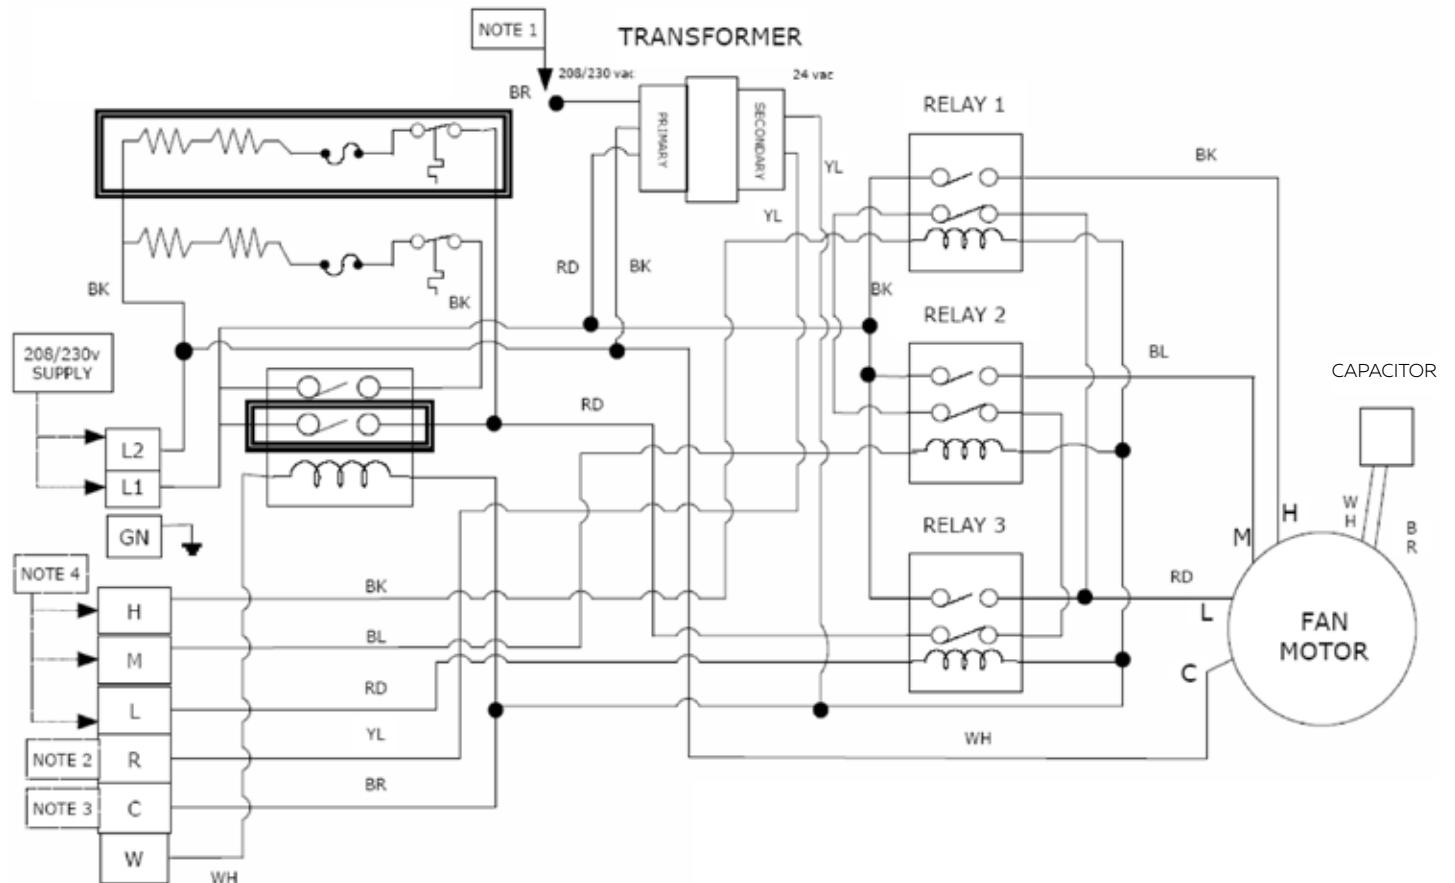 NOTE 1
TRANSFORMER
208/230 vac
24 vac
BR
PRIMARY
SECONDARY
RELAY 1
BK
YL
YL
RD
BK
BK
BK
BK
RELAY 2
BL
208/230v
SUPPLY
CAPACITOR
RD
L2
L1
GN
RELAY 3
WH
BR
H
M
NOTE 4
BK
RD
H
L
FAN
MOTOR
BL
M
C
RD
L
YL
WH
NOTE 2
R
BR
NOTE 3
C
W
WH